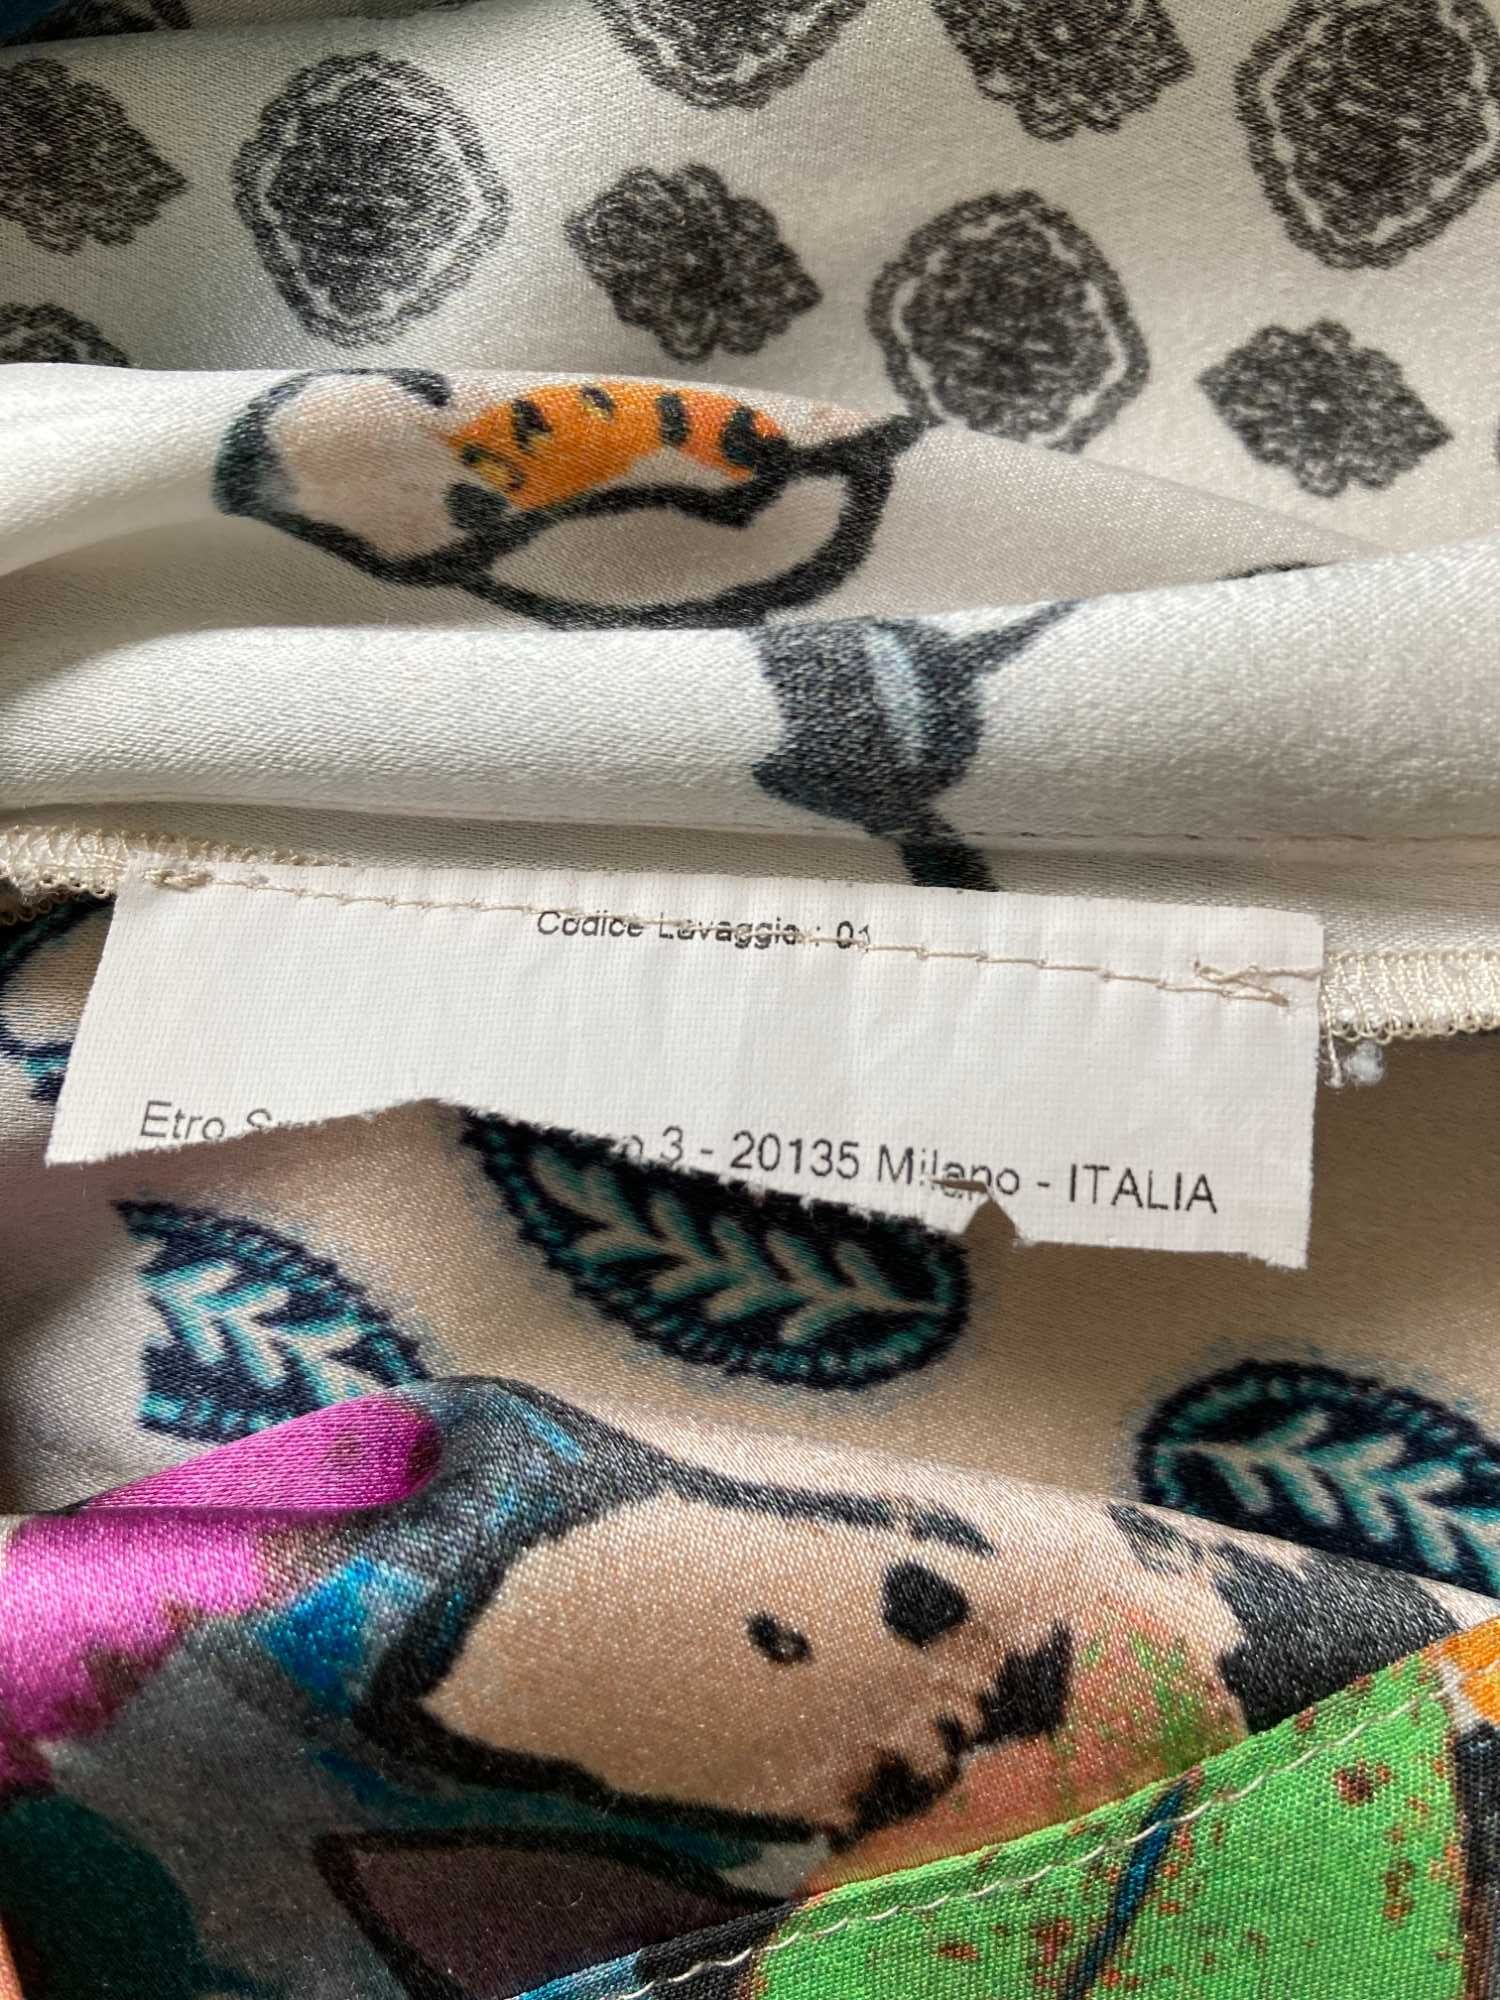 Codice Lavaggio : 01
Etro 3 - 20135 Milano - ITALIA